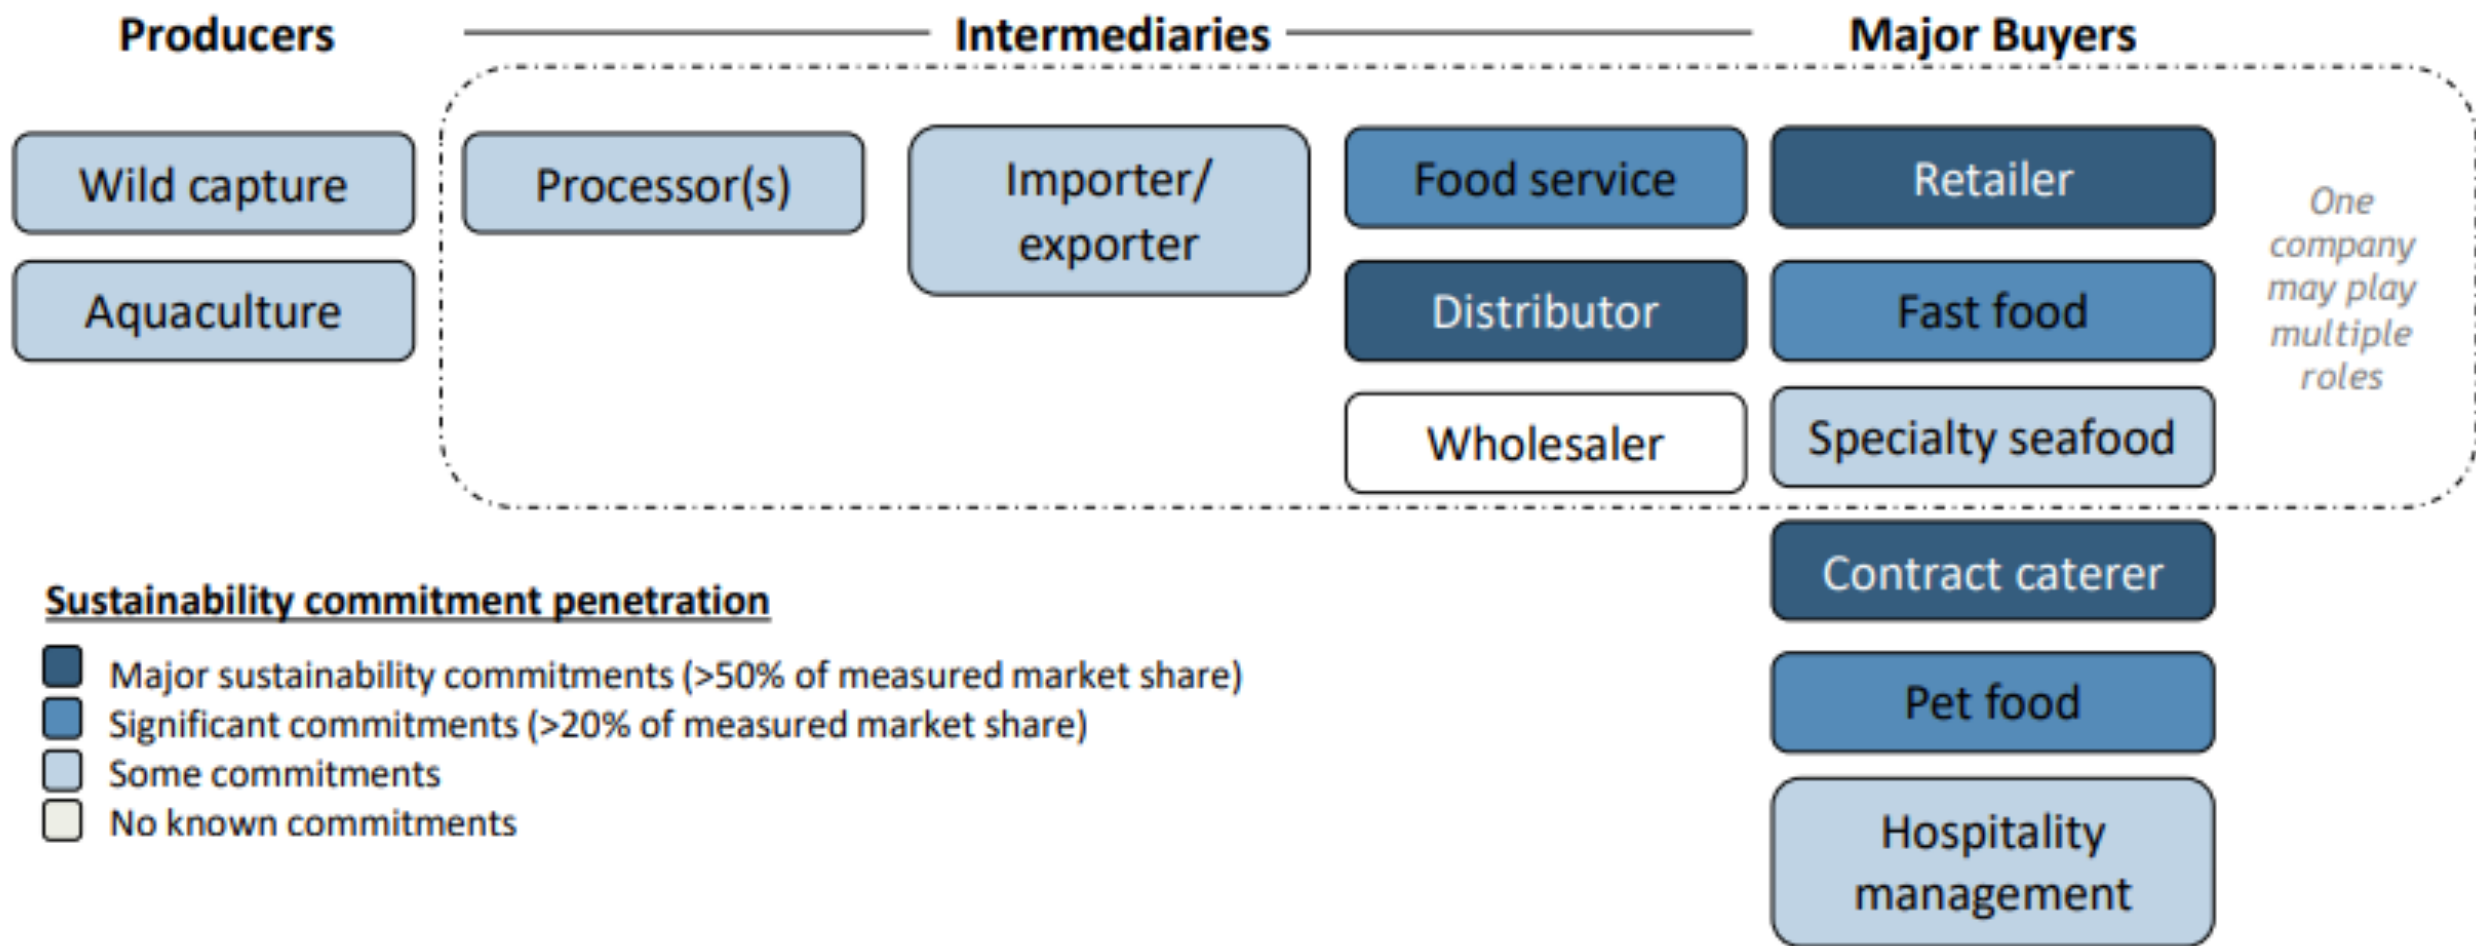 Producers
Intermediaries
Major Buyers
Wild capture
Aquaculture
Processor(s)
Importer/
exporter
Food service
Distributor
Wholesaler
Retailer
Fast food
Specialty seafood
Contract caterer
Pet food
Hospitality
management
One
company
may play
multiple
roles
Sustainability commitment penetration
Major sustainability commitments (>50% of measured market share)
Significant commitments (>20% of measured market share)
Some commitments
No known commitments